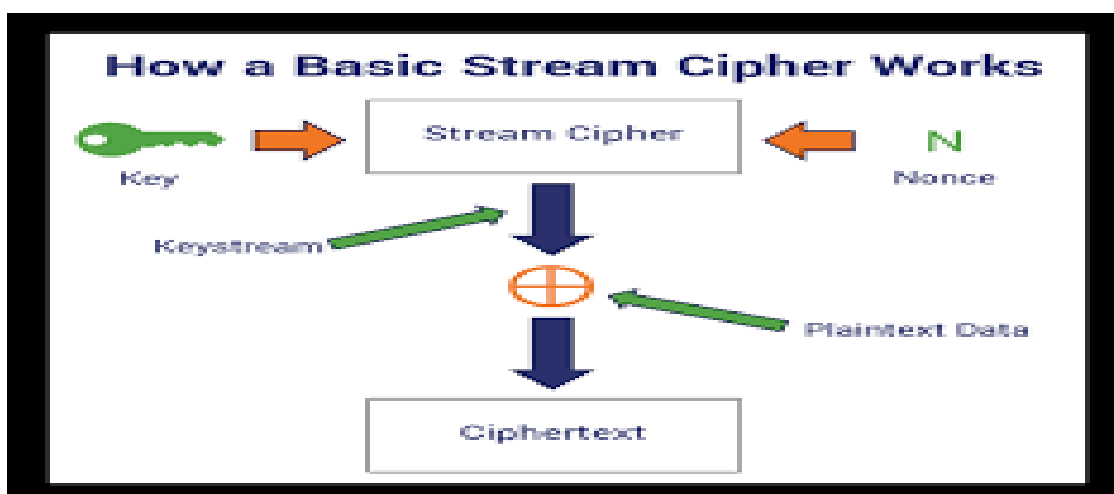 How a Basic Stream Cipher Works
Stream Cipher
Key
N
Nonce
Keystream
Plaintext Data
Ciphertext